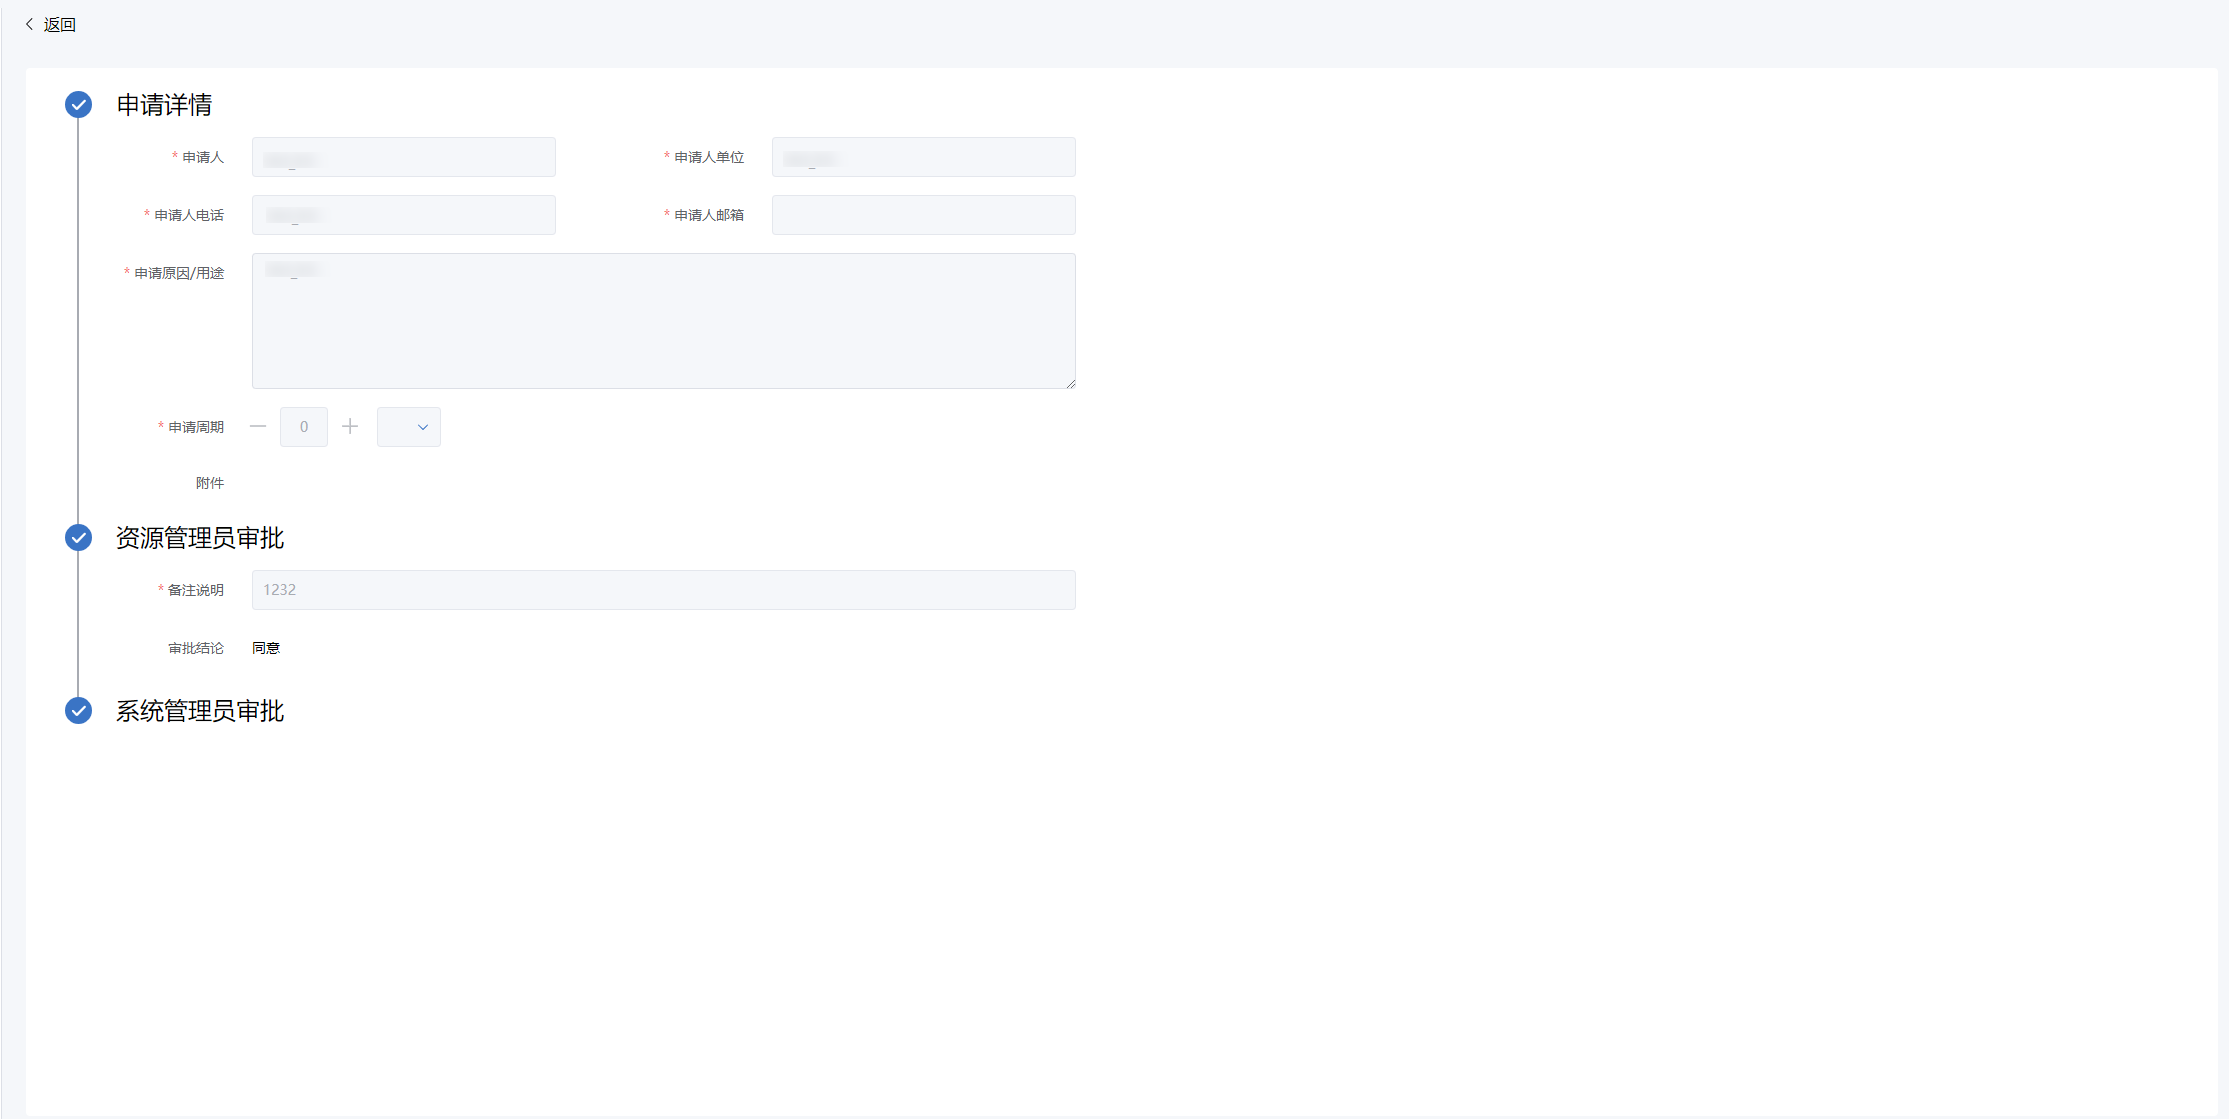 返回
申请详情
* 申请人
* 申请人单位
* 申请人电话
* 申请人邮箱
* 申请原因/用途
* 申请周期
0
附件
资源管理员审批
* 备注说明
1232
审批结论
同意
系统管理员审批